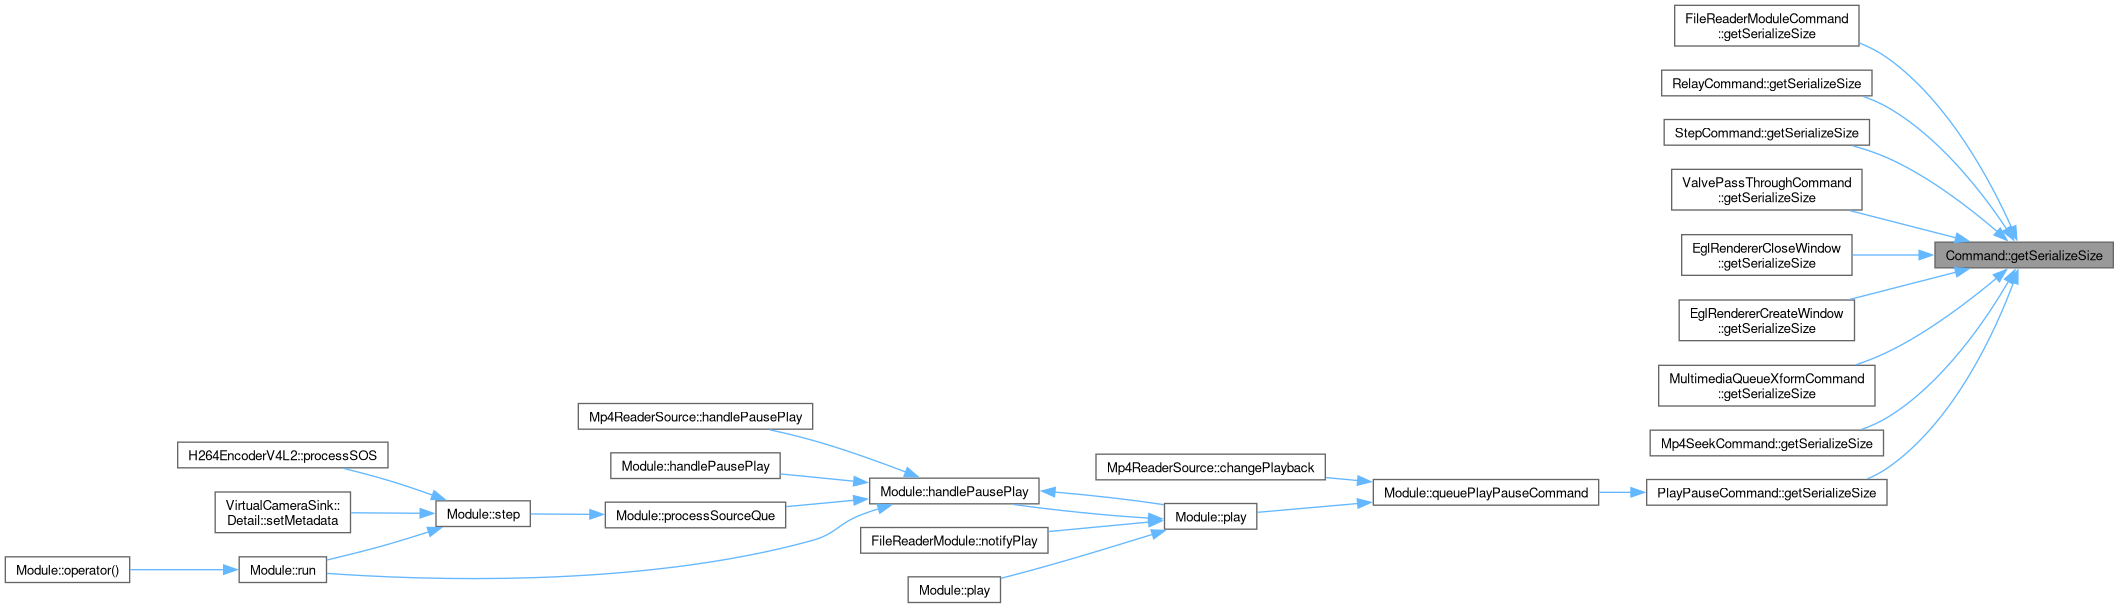 FileReaderModuleCommand
::getSerializeSize
RelayCommand::getSerializeSize
StepCommand::getSerializeSize
ValvePassThroughCommand
::getSerializeSize
EglRendererCloseWindow
::getSerializeSize
Command::getSerializeSize
EglRendererCreateWindow
::getSerializeSize
MultimediaQueueXformCommand
::getSerializeSize
Mp4ReaderSource::handlePausePlay
Mp4SeekCommand::getSerializeSize
H264EncoderV4L2::processSOS
Module::handlePausePlay
Mp4ReaderSource::changePlayback
Module::handlePausePlay
Module::queuePlayPauseCommand
PlayPauseCommand::getSerializeSize
VirtualCameraSink::
Detail::setMetadata
Module::step
Module::processSourceQue
Module::play
FileReaderModule::notifyPlay
Module::operator()
Module::run
Module::play